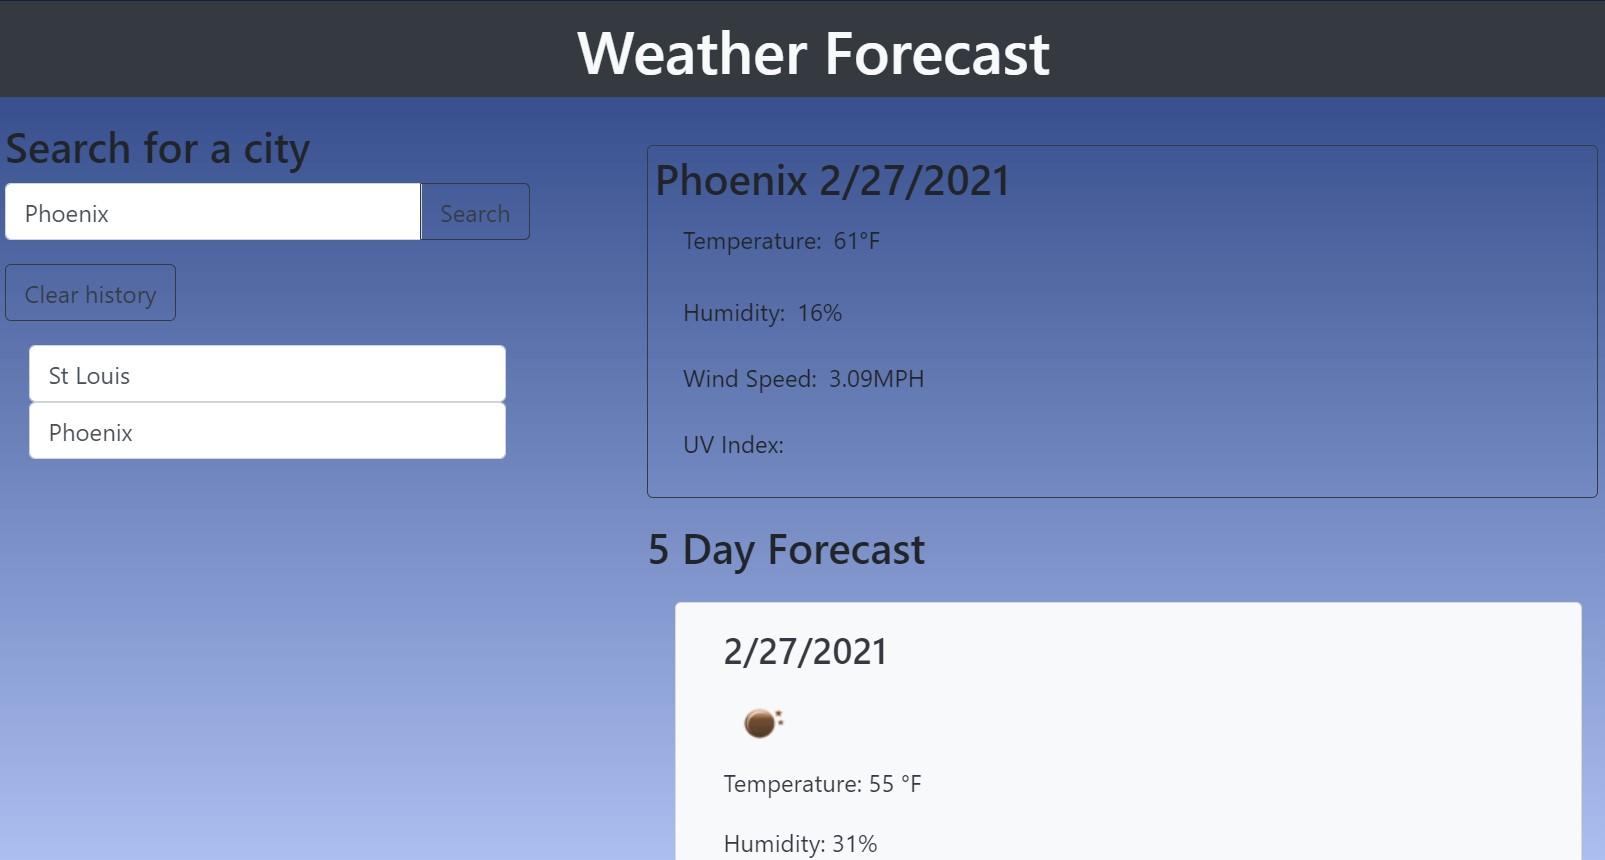 Weather Forecast
Search for a city
Phoenix
Search
Clear history
St Louis
Phoenix
Phoenix 2/27/2021
Temperature: 61°F
Humidity: 16%
Wind Speed: 3.09MPH
UV Index:
5 Day Forecast
2/27/2021
Temperature: 55 °F
Humidity: 31%